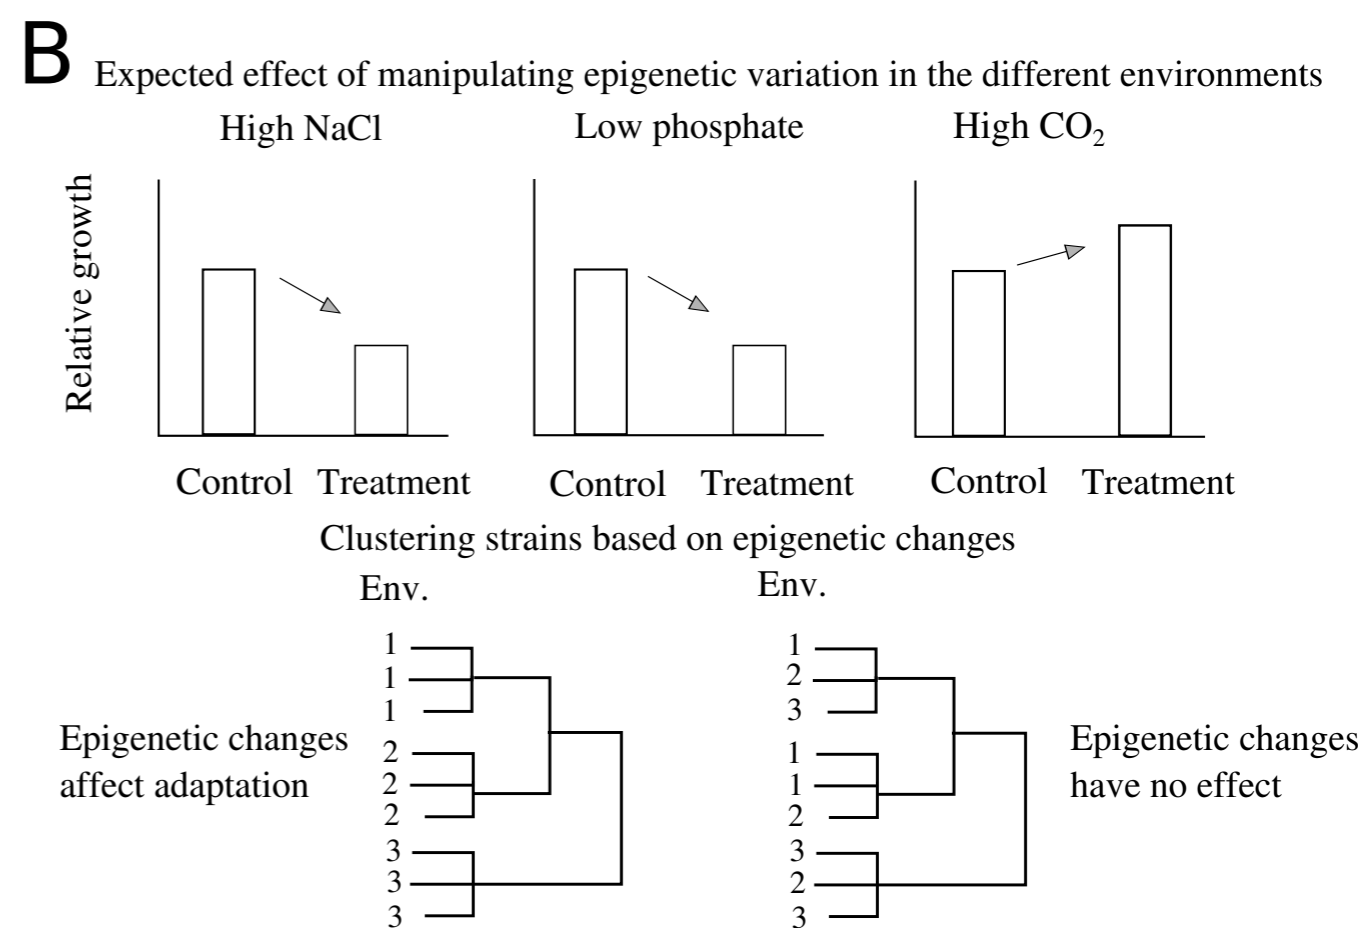 B
Expected effect of manipulating epigenetic variation in the different environments
High NaCl
Low phosphate
High CO₂
Relative growth
Control Treatment
Control Treatment
Control Treatment
Clustering strains based on epigenetic changes
Env.
1
1
1
2
2
2
3
3
3
Epigenetic changes
affect adaptation
Env.
1
2
3
1
1
2
3
2
3
Epigenetic changes
have no effect